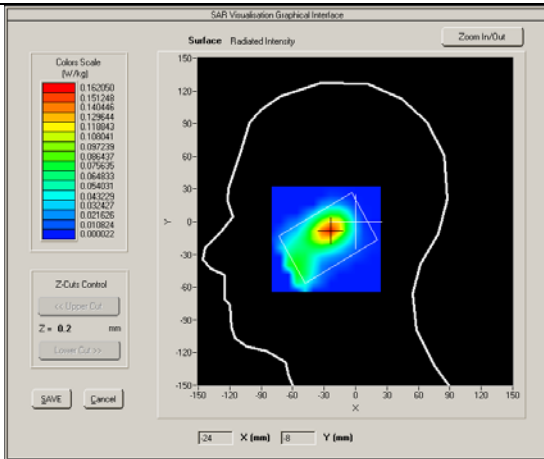 SAR Visualisation Graphical Interface
Surface Radiated Intensity
Zoom In/Out
Colors Scale
(W/kg)
0.162050
0.151248
0.140446
0.129644
0.118843
0.108041
0.097239
0.086437
0.075635
0.064833
0.054031
0.043229
0.032427
0.021626
0.010824
0.000022
Z-Cuts Control
<< Upper Cut
Z = 0.2 mm
Lower Cut >>
SAVE Cancel
Y
150
120
90
60
30
0
-30
-60
-90
-120
-150
-150 -120 -90 -60 -30 0 30 60 90 120 150
X
-24 X (mm) -8 Y (mm)